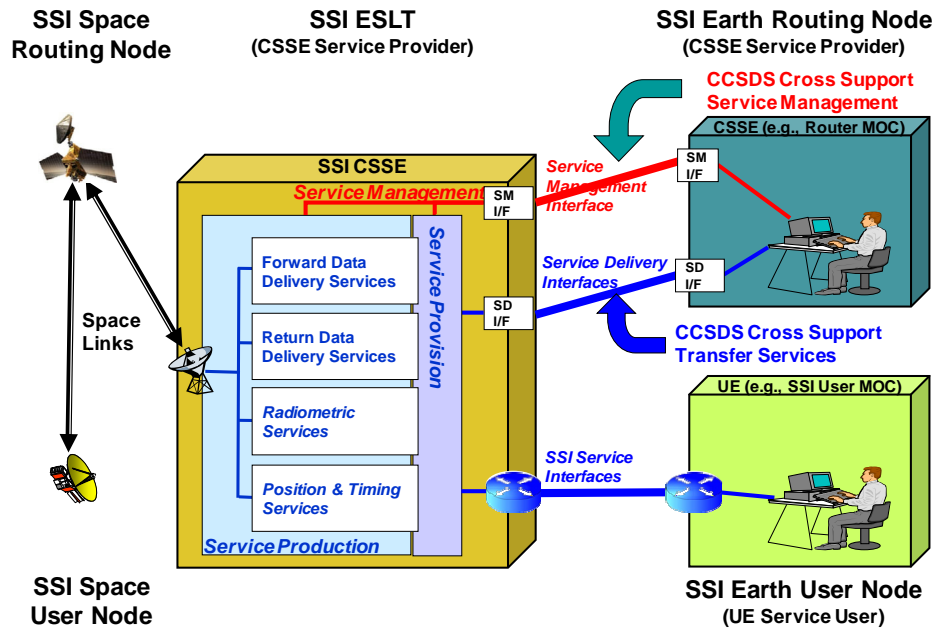 SSI Space
Routing Node
SSI ESLT
(CSSE Service Provider)
SSI Earth Routing Node
(CSSE Service Provider)
CCSDS Cross Support
Service Management
CSSE (e.g., Router MOC)
SSI CSSE
Service Management
SM
I/F
Service
Management
Interface
SM
I/F
Service Provision
Forward Data
Delivery Services
Service Delivery
Interfaces
SD
I/F
SD
I/F
Space
Links
Return Data
Delivery Services
CCSDS Cross Support
Transfer Services
UE (e.g., SSI User MOC)
Radiometric
Services
SSI Service
Interfaces
Position & Timing
Services
Service Production
SSI Space
User Node
SSI Earth User Node
(UE Service User)